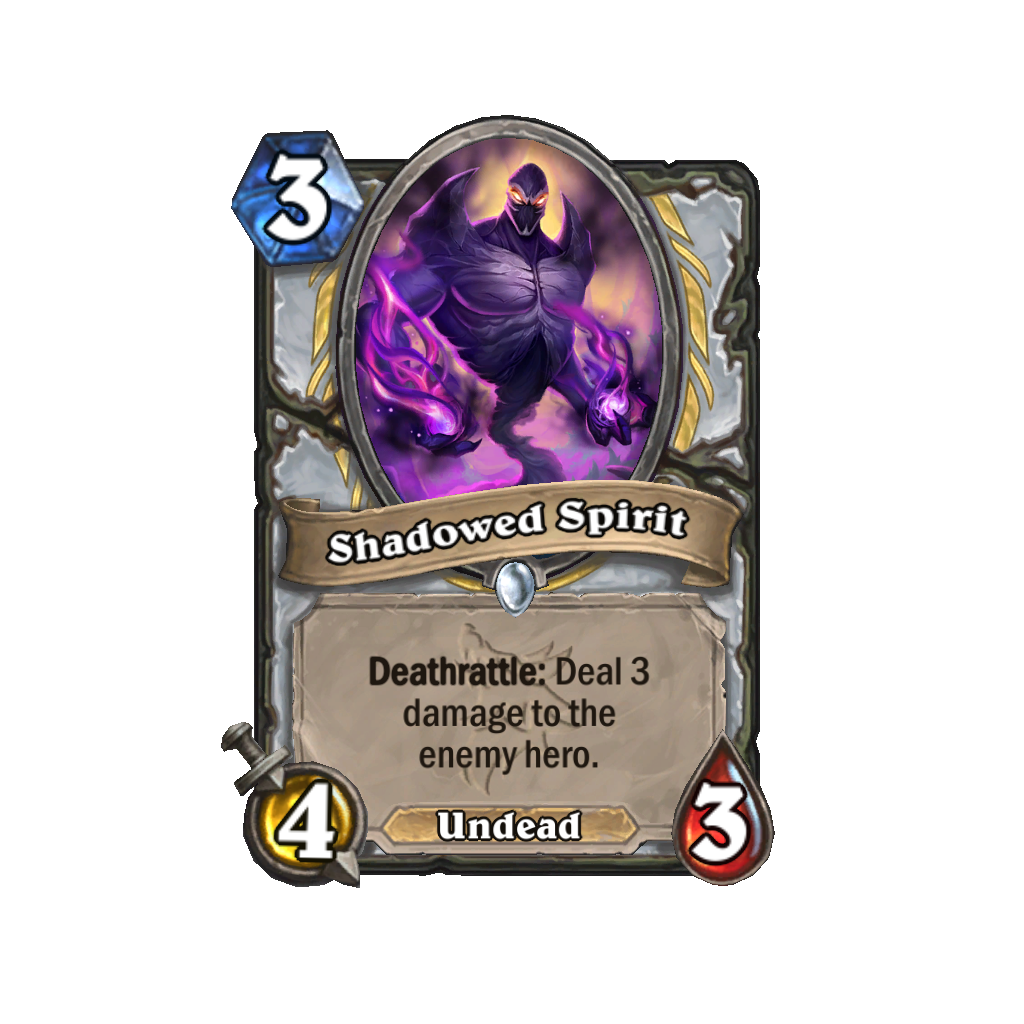 3
Shadowed Spirit
Deathrattle: Deal 3
damage to the
enemy hero.
4
Undead
3